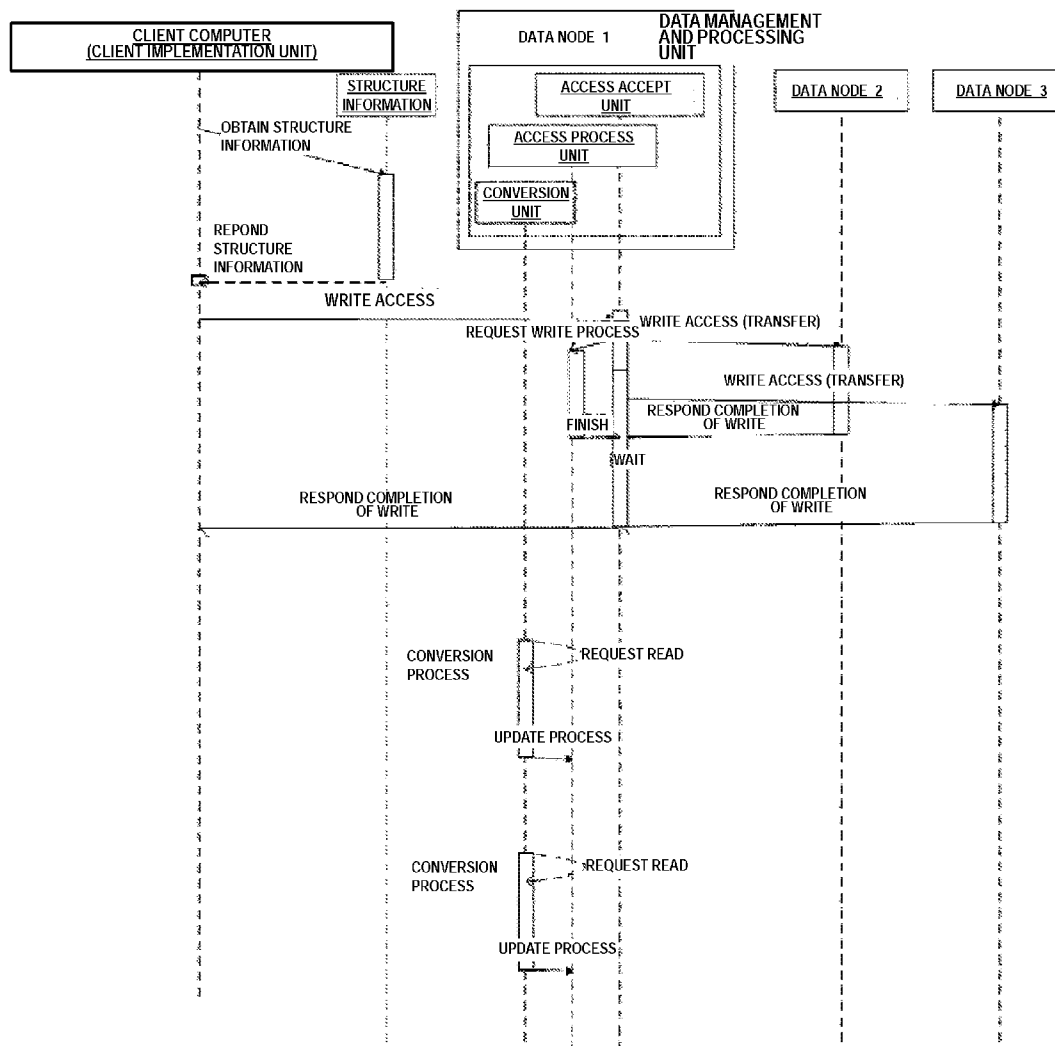 CLIENT COMPUTER
(CLIENT IMPLEMENTATION UNIT)
STRUCTURE
INFORMATION
DATA NODE 1
DATA MANAGEMENT
AND PROCESSING
UNIT
ACCESS ACCEPT
UNIT
ACCESS PROCESS
UNIT
CONVERSION
UNIT
DATA NODE 2
DATA NODE 3
OBTAIN STRUCTURE
INFORMATION
REPOND
STRUCTURE
INFORMATION
WRITE ACCESS
REQUEST WRITE PROCESS
WRITE ACCESS (TRANSFER)
WRITE ACCESS (TRANSFER)
FINISH
RESPOND COMPLETION
OF WRITE
WAIT
RESPOND COMPLETION
OF WRITE
RESPOND COMPLETION
OF WRITE
CONVERSION
PROCESS
REQUEST READ
UPDATE PROCESS
CONVERSION
PROCESS
REQUEST READ
UPDATE PROCESS